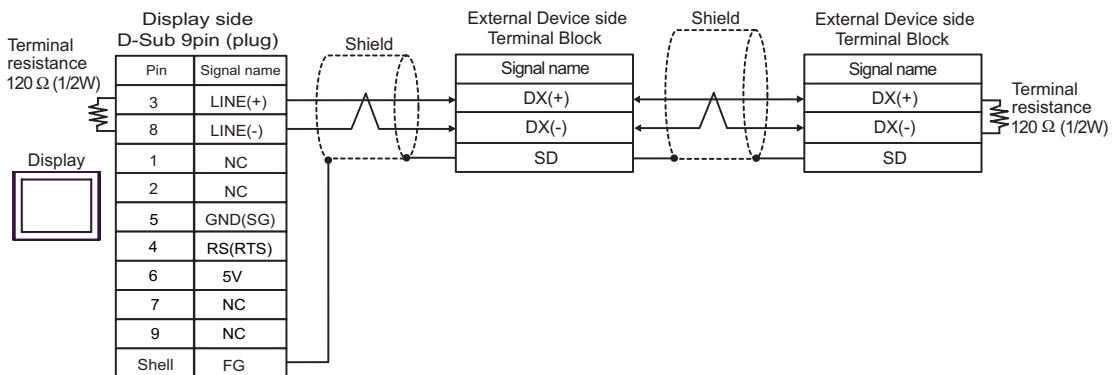 Display side
D-Sub 9pin (plug)
Terminal
resistance
120 Ω (1/2W)
Pin Signal name
3 LINE(+)
8 LINE(-)
1 NC
2 NC
5 GND(SG)
4 RS(RTS)
6 5V
7 NC
9 NC
Shell FG
Display
Shield
External Device side
Terminal Block
Signal name
DX(+)
DX(-)
SD
Shield
External Device side
Terminal Block
Signal name
DX(+)
DX(-)
SD
Terminal
resistance
120 Ω (1/2W)